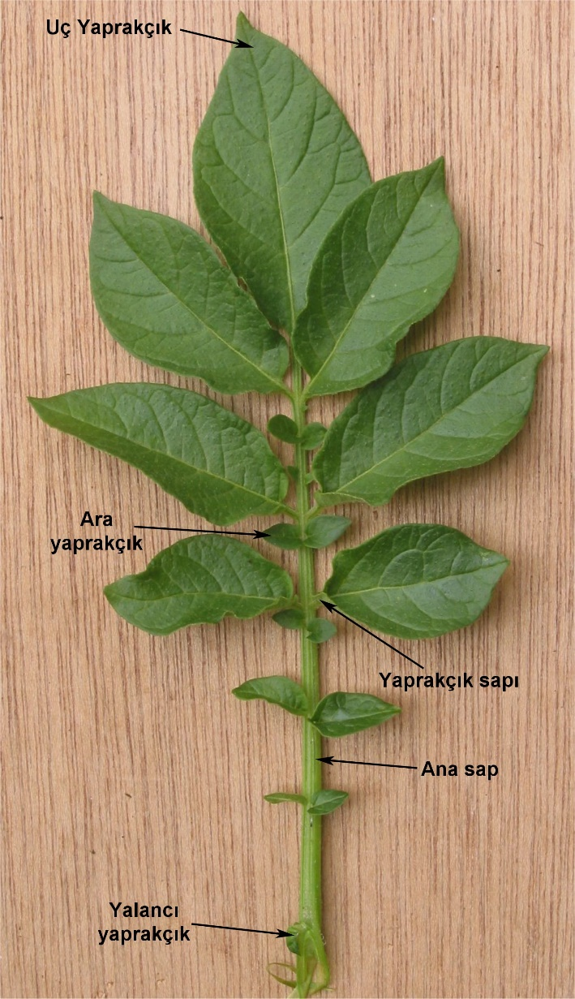 Uç Yaprakçık
Ara
yaprakçık
Yaprakçık sapı
Ana sap
Yalancı
yaprakçık